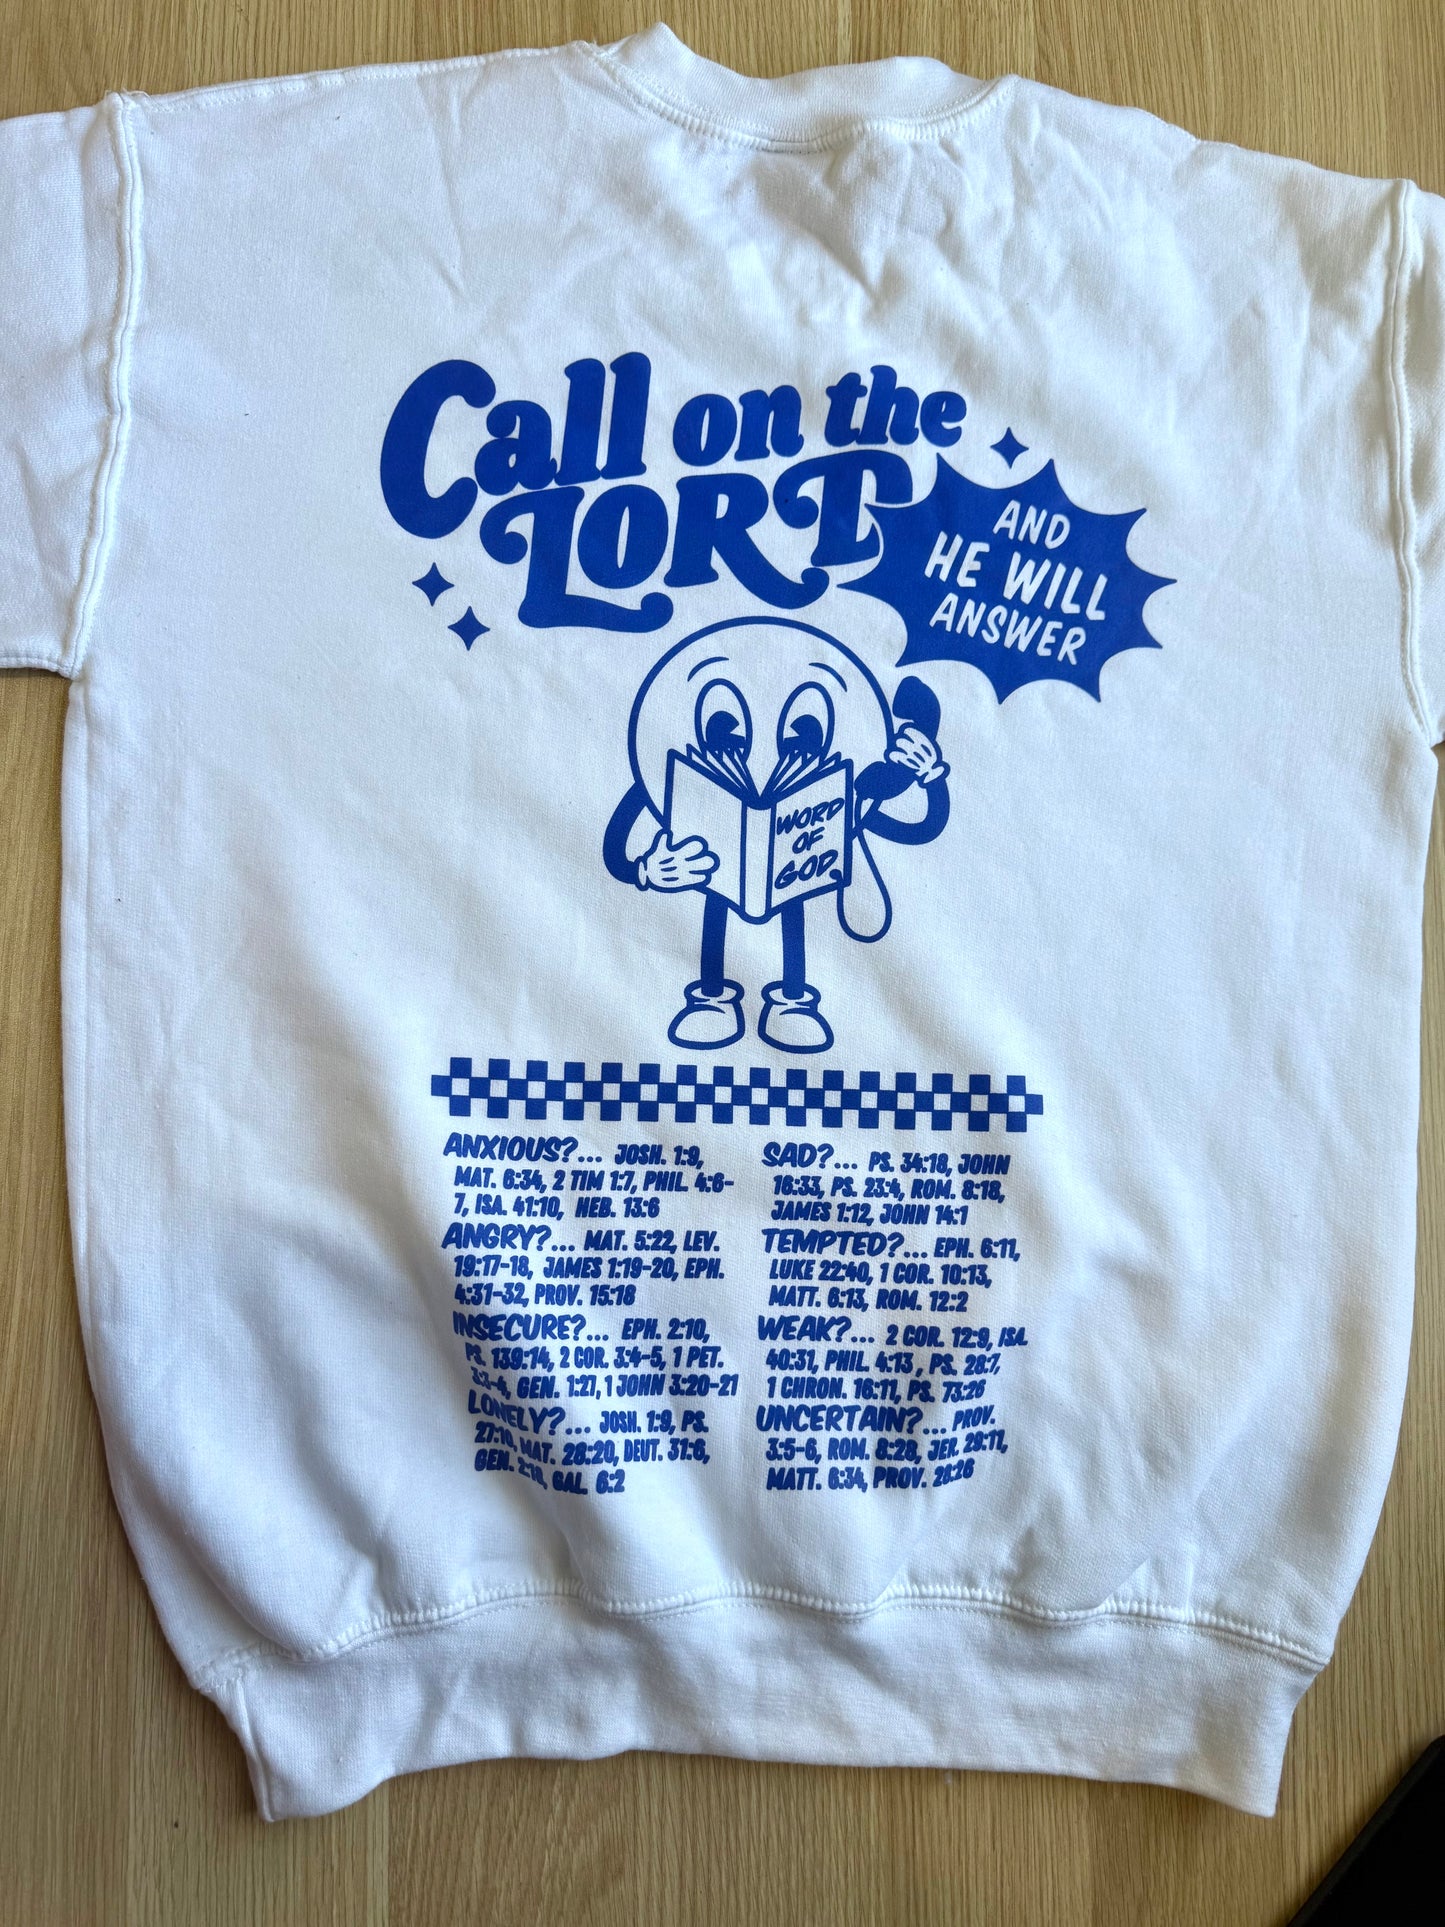 Call on the
LORT
AND
HE WILL
ANSWER
WORD
OF
GOD
ANXIOUS?... JOSH. 1:9,
MAT. 6:34, 2 TIM 1:7, PHIL. 4:6-
7, ISA. 41:10, HEB. 13:6
ANGRY?... MAT. 5:22, LEV.
19:17-18, JAMES 1:19-20, EPH.
4:31-32, PROV. 15:18
INSECURE?... EPH. 2:10,
PS. 139:14, 2 COR. 3:4-5, 1 PET.
3:3-4, GEN. 1:27, 1 JOHN 3:20-21
LONELY?... JOSH. 1:9, PS.
27:10, MAT. 28:20, DEUT. 31:6,
GEN. 2:18, GAL. 6:2
SAD?... PS. 34:18, JOHN
16:33, PS. 23:4, ROM. 8:18,
JAMES 1:12, JOHN 14:1
TEMPTED?... EPH. 6:11,
LUKE 22:40, 1 COR. 10:13,
MATT. 6:13, ROM. 12:2
WEAK?... 2 COR. 12:9, ISA.
40:31, PHIL. 4:13, PS. 28:7,
1 CHRON. 16:11, PS. 73:26
UNCERTAIN?... PROV.
3:5-6, ROM. 8:28, JER. 29:11,
MATT. 6:34, PROV. 28:26